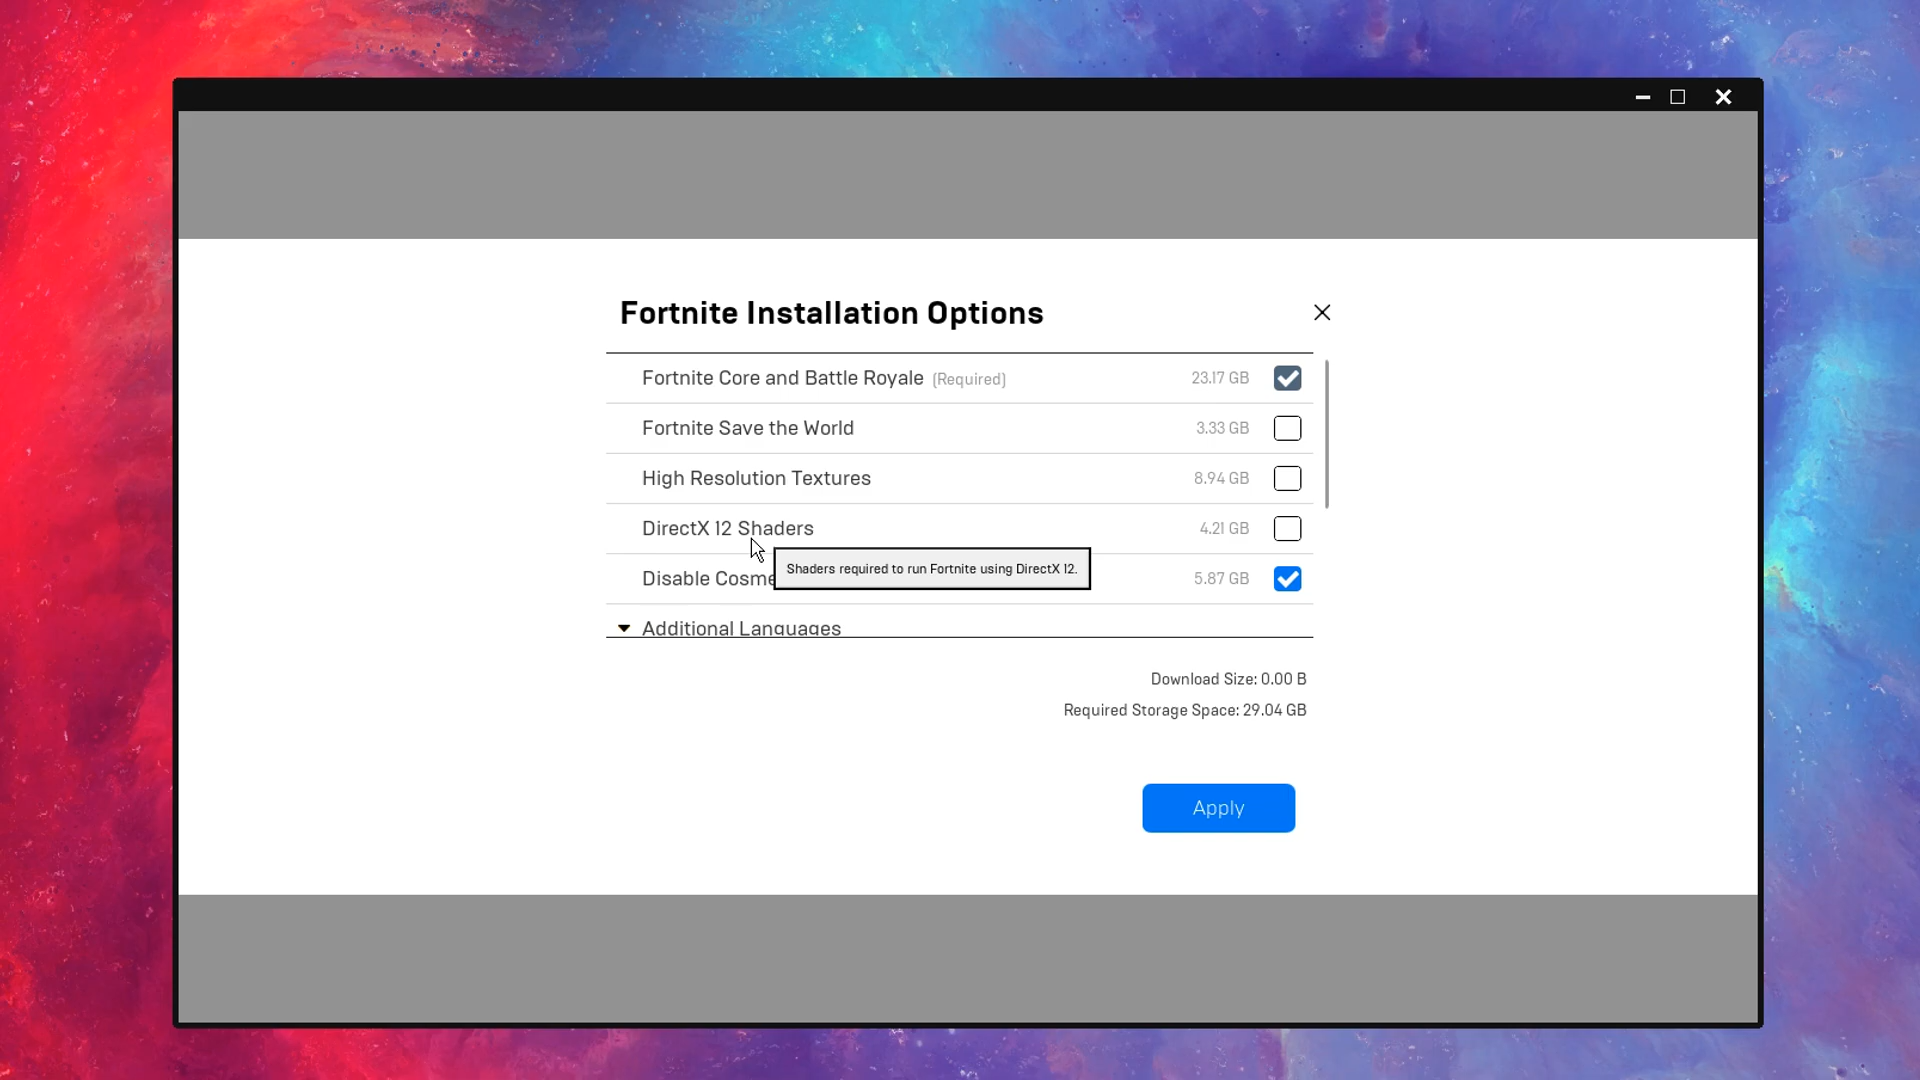 Fortnite Installation Options
Fortnite Core and Battle Royale (Required) 23.17 GB
Fortnite Save the World 3.33 GB
High Resolution Textures 8.94 GB
DirectX 12 Shaders 4.21 GB
Shaders required to run Fortnite using DirectX 12.
Disable Cosme 5.87 GB
Additional Languages
Download Size: 0.00 B
Required Storage Space: 29.04 GB
Apply